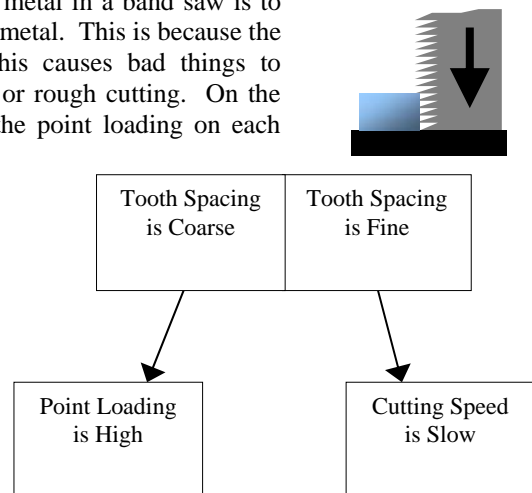 metal in a band saw is to
metal. This is because the
his causes bad things to
or rough cutting. On the
he point loading on each
Tooth Spacing
is Coarse
Tooth Spacing
is Fine
Point Loading
is High
Cutting Speed
is Slow